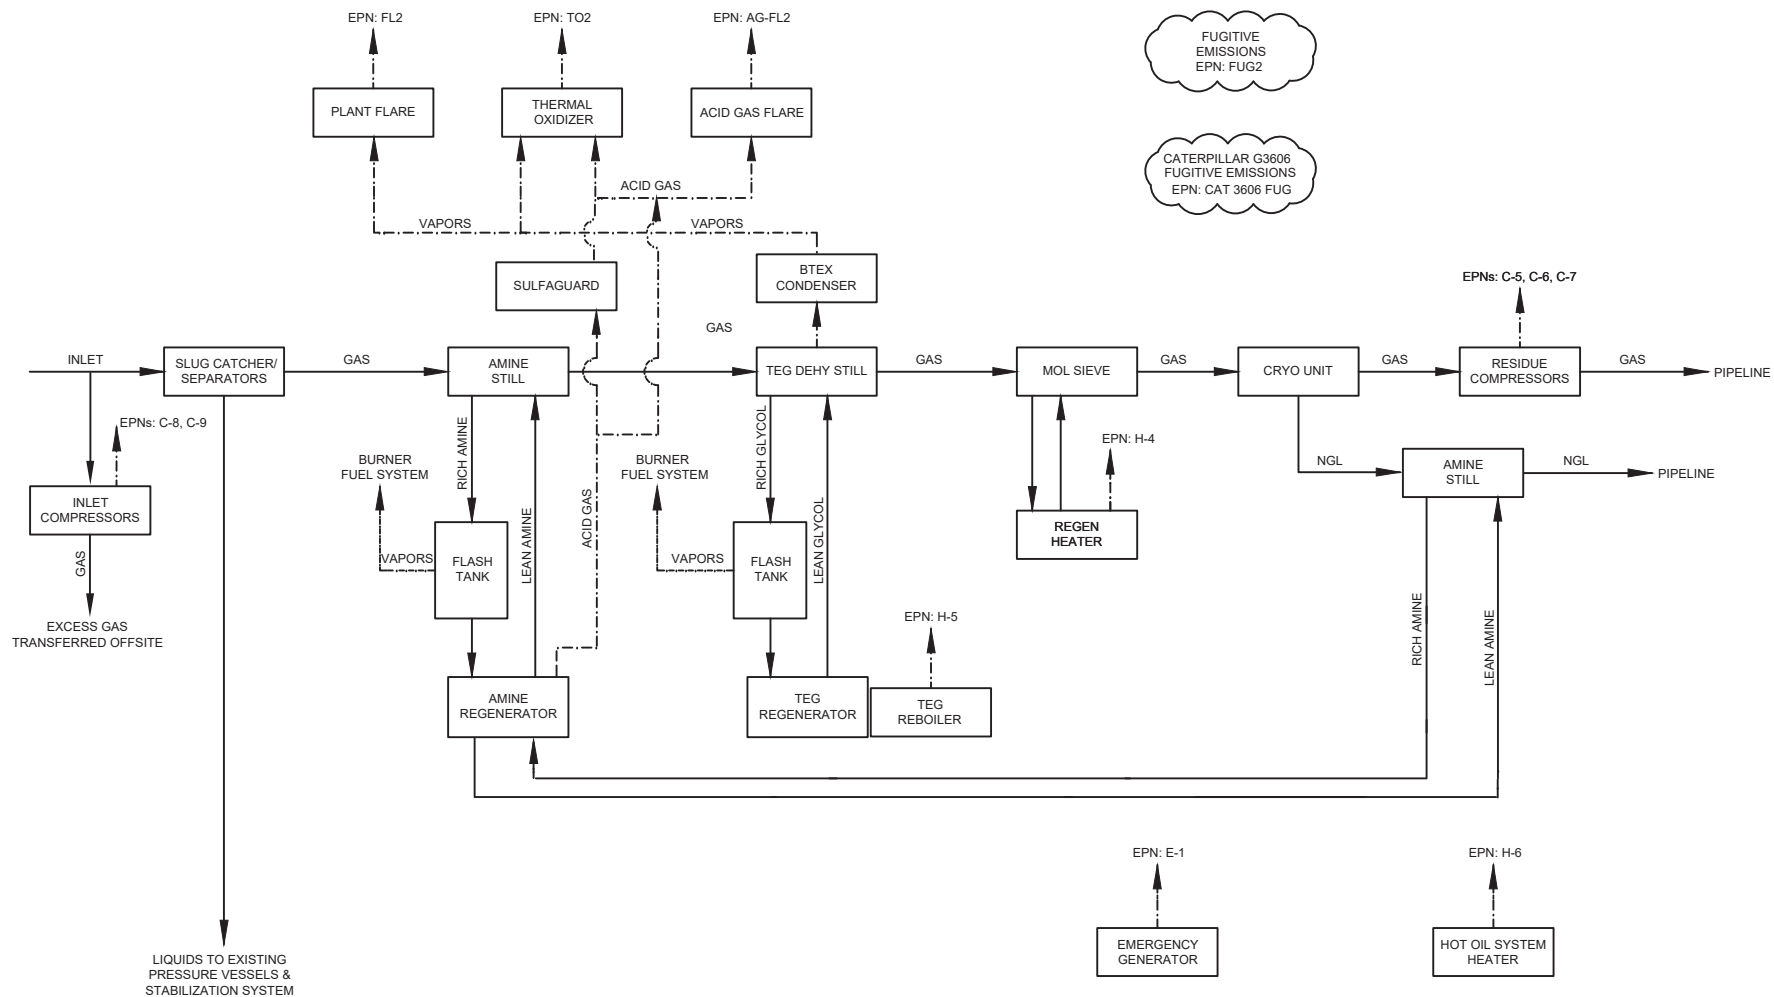 EPN: FL2
EPN: TO2
EPN: AG-FL2
FUGITIVE
EMISSIONS
EPN: FUG2
PLANT FLARE
THERMAL
OXIDIZER
ACID GAS FLARE
CATERPILLAR G3606
FUGITIVE EMISSIONS
EPN: CAT 3606 FUG
ACID GAS
VAPORS
VAPORS
SULFAGUARD
BTEX
CONDENSER
EPNs: C-5, C-6, C-7
INLET
SLUG CATCHER/
SEPARATORS
GAS
AMINE
STILL
GAS
TEG DEHY STILL
GAS
MOL SIEVE
GAS
CRYO UNIT
GAS
RESIDUE
COMPRESSORS
GAS
PIPELINE
EPNs: C-8, C-9
INLET
COMPRESSORS
GAS
EXCESS GAS
TRANSFERRED OFFSITE
BURNER
FUEL SYSTEM
RICH AMINE
VAPORS
FLASH
TANK
LEAN AMINE
ACID GAS
BURNER
FUEL SYSTEM
RICH GLYCOL
VAPORS
FLASH
TANK
LEAN GLYCOL
EPN: H-4
REGEN
HEATER
NGL
AMINE
STILL
NGL
PIPELINE
EPN: H-5
AMINE
REGENERATOR
TEG
REGENERATOR
TEG
REBOILER
RICH AMINE
LEAN AMINE
EPN: E-1
EMERGENCY
GENERATOR
EPN: H-6
HOT OIL SYSTEM
HEATER
LIQUIDS TO EXISTING
PRESSURE VESSELS &
STABILIZATION SYSTEM